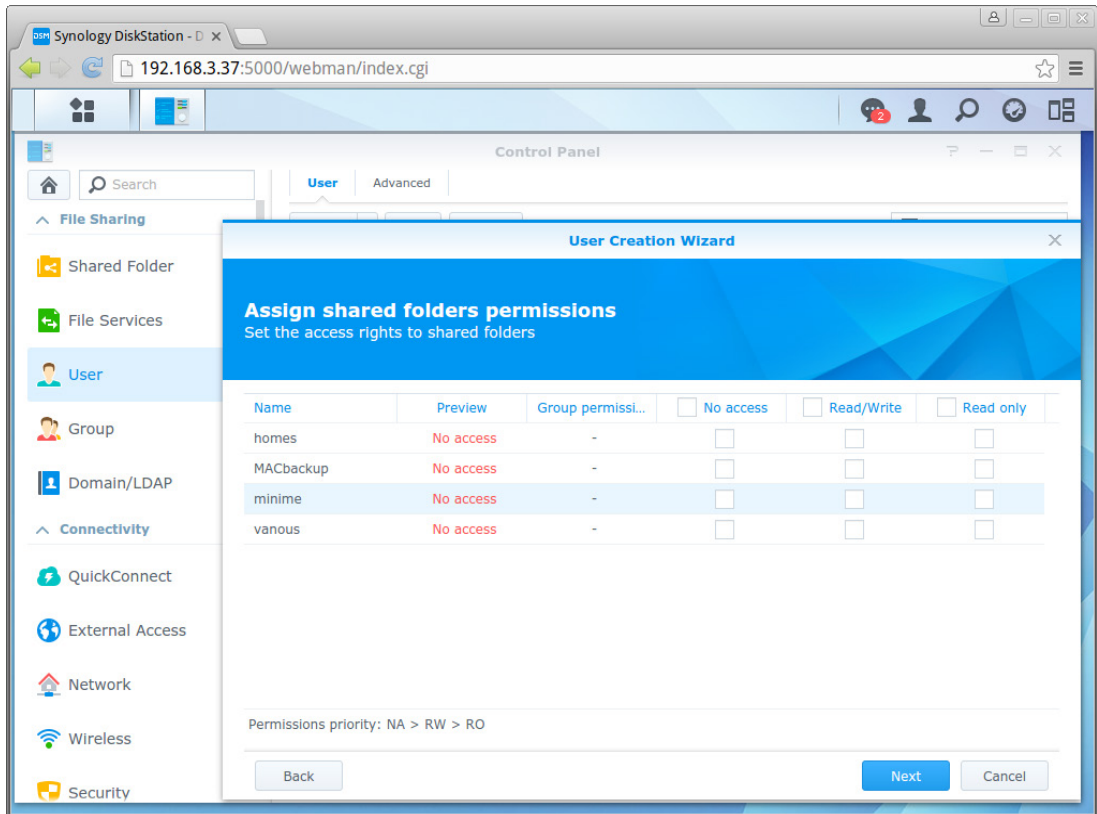 DSM Synology DiskStation - D
192.168.3.37:5000/webman/index.cgi
2
Control Panel
Search
User Advanced
File Sharing
User Creation Wizard
Shared Folder
Assign shared folders permissions
File Services
Set the access rights to shared folders
User
Name Preview Group permissi... No access Read/Write Read only
Group
homes No access -
MACbackup No access -
Domain/LDAP
minime No access -
Connectivity
vanous No access -
QuickConnect
External Access
Network
Permissions priority: NA > RW > RO
Wireless
Back Next Cancel
Security